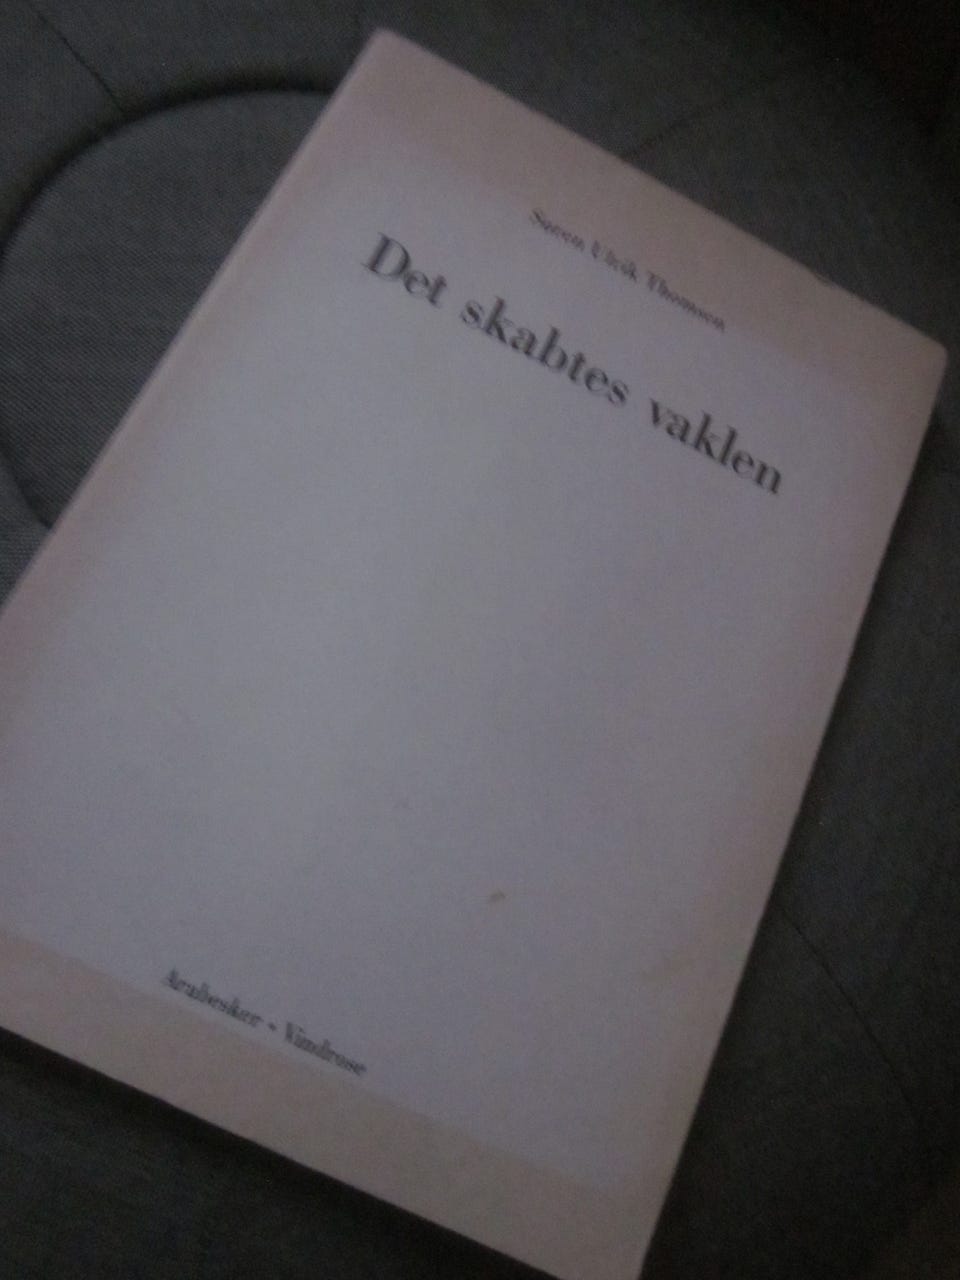 Søren Ulrik Thomsen
Det skabtes vaklen
Arabesker - Vindrose